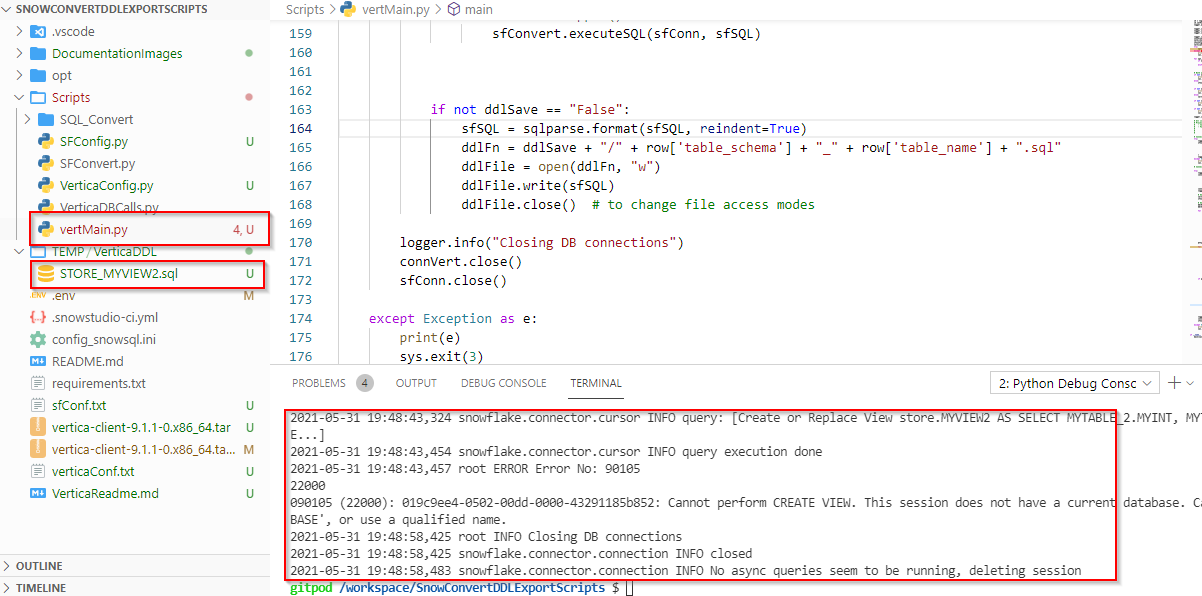 SNOWCONVERTDDLEXPORTSCRIPTS
.vscode
DocumentationImages
opt
Scripts
SQL_Convert
SFConfig.py U
SFConvert.py
VerticaConfig.py U
VerticaDBCalls.py
vertMain.py 4, U
TEMP / VerticaDDL
STORE_MYVIEW2.sql U
.env M
.snowstudio-ci.yml
config_snowsql.ini
README.md
requirements.txt
sfConf.txt U
vertica-client-9.1.1-0.x86_64.tar U
vertica-client-9.1.1-0.x86_64.ta... M
verticaConf.txt U
VerticaReadme.md U
OUTLINE
TIMELINE
Scripts > vertMain.py > main
159 sfConvert.executeSQL(sfConn, sfSQL)
160
161
162
163 if not ddlSave == "False":
164 sfSQL = sqlparse.format(sfSQL, reindent=True)
165 ddlFn = ddlSave + "/" + row['table_schema'] + "_" + row['table_name'] + ".sql"
166 ddlFile = open(ddlFn, "w")
167 ddlFile.write(sfSQL)
168 ddlFile.close()  # to change file access modes
169
170 logger.info("Closing DB connections")
171 connVert.close()
172 sfConn.close()
173
174 except Exception as e:
175 print(e)
176 sys.exit(3)
PROBLEMS 4 OUTPUT DEBUG CONSOLE TERMINAL 2: Python Debug Consc
2021-05-31 19:48:43,324 snowflake.connector.cursor INFO query: [Create or Replace View store.MYVIEW2 AS SELECT MYTABLE_2.MYINT, MY
E...]
2021-05-31 19:48:43,454 snowflake.connector.cursor INFO query execution done
2021-05-31 19:48:43,457 root ERROR Error No: 90105
22000
090105 (22000): 019c9ee4-0502-00dd-0000-43291185b852: Cannot perform CREATE VIEW. This session does not have a current database. Ca
BASE', or use a qualified name.
2021-05-31 19:48:58,425 root INFO Closing DB connections
2021-05-31 19:48:58,425 snowflake.connector.connection INFO closed
2021-05-31 19:48:58,483 snowflake.connector.connection INFO No async queries seem to be running, deleting session
gitpod /workspace/SnowConvertDDLExportScripts $